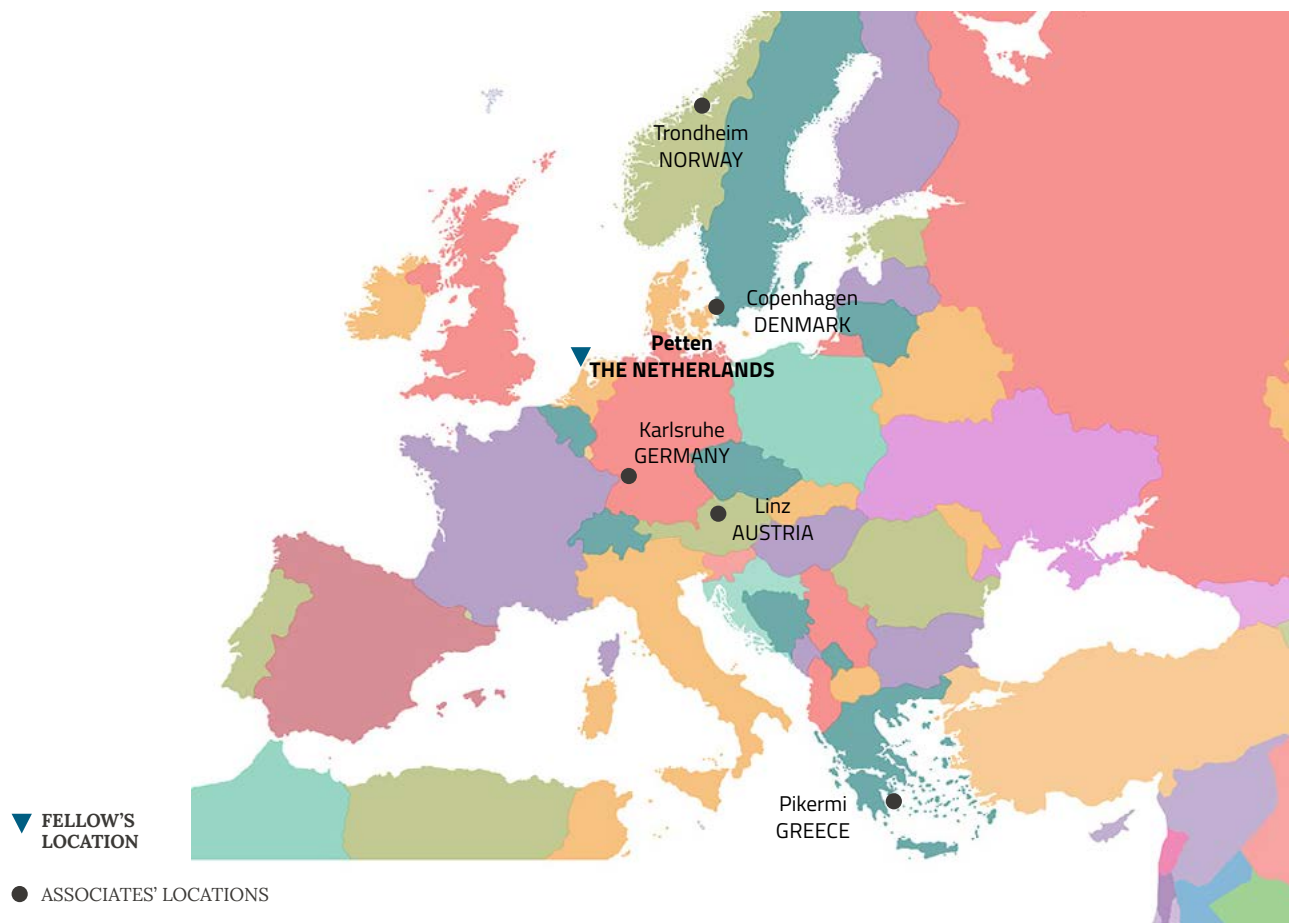 Trondheim
NORWAY
Copenhagen
DENMARK
Petten
THE NETHERLANDS
Karlsruhe
GERMANY
Linz
AUSTRIA
Pikermi
GREECE
FELLOW’S
LOCATION
ASSOCIATES’ LOCATIONS